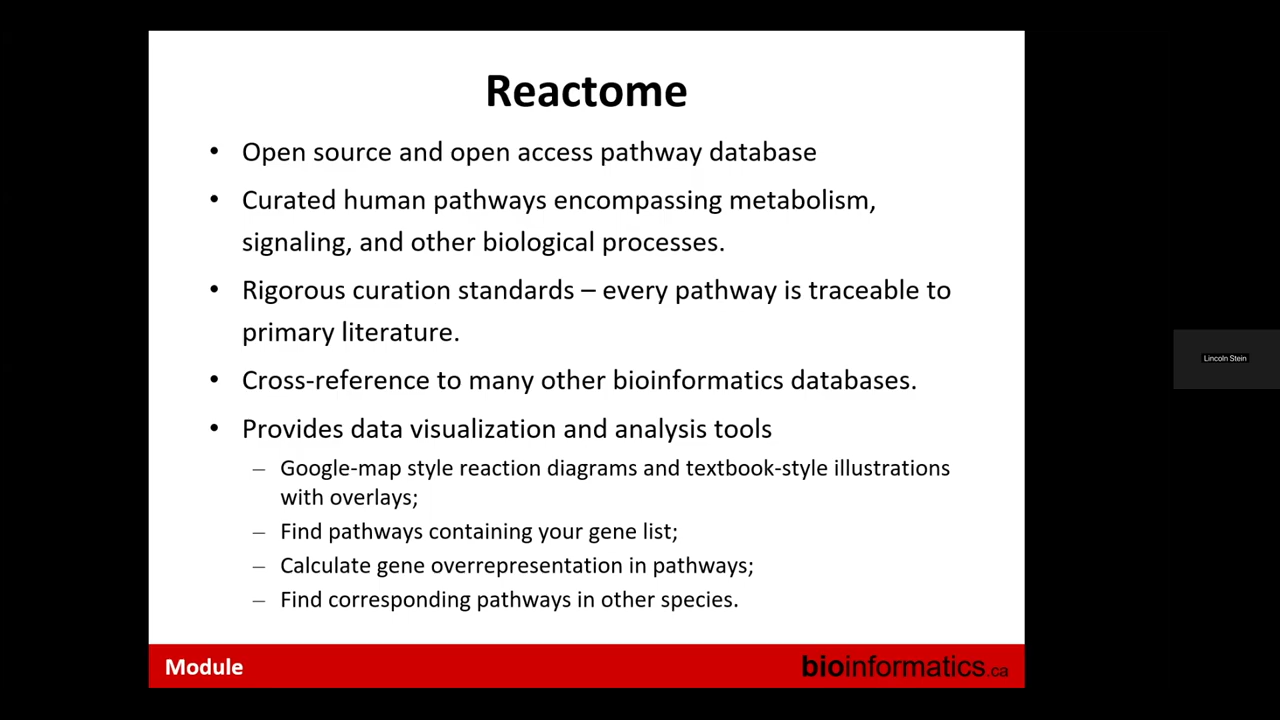 Reactome
• Open source and open access pathway database
• Curated human pathways encompassing metabolism,
signaling, and other biological processes.
• Rigorous curation standards – every pathway is traceable to
primary literature.
• Cross-reference to many other bioinformatics databases.
• Provides data visualization and analysis tools
– Google-map style reaction diagrams and textbook-style illustrations
with overlays;
– Find pathways containing your gene list;
– Calculate gene overrepresentation in pathways;
– Find corresponding pathways in other species.
Module
bioinformatics.ca
Lincoln Stein